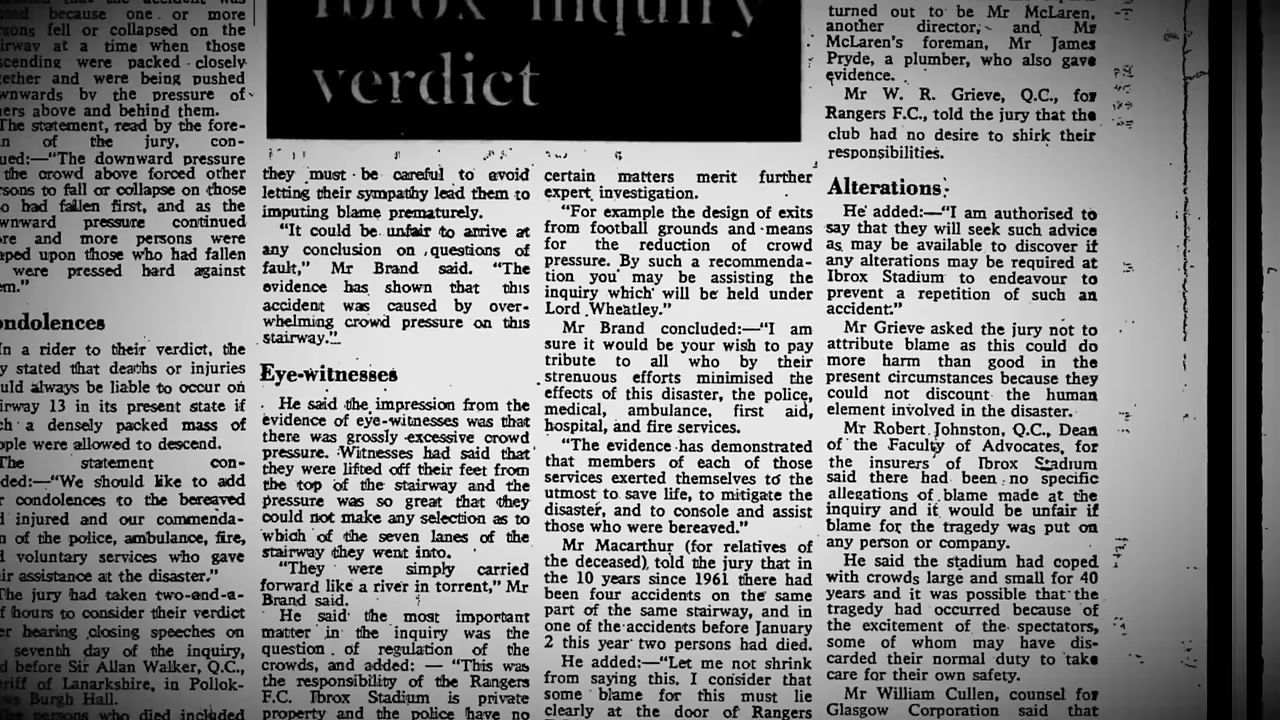 Ibrox inquiry
verdict
because one or more
fell or collapsed on the
at a time when those
were packed closely
and were being pushed
by the pressure of
above and behind them.
The statement, read by the fore-
of the jury, con-
"The downward pressure
the crowd above forced other
to fall or collapse on those
had fallen first, and as the
pressure continued
and more persons were
upon those who had fallen
were pressed hard against
In a rider to their verdict, the
stated that deaths or injuries
always be liable to occur on
13 in its present state if
a densely packed mass of
were allowed to descend.
The statement con-
"We should like to add
condolences to the bereaved
injured and our commenda-
of the police, ambulance, fire,
voluntary services who gave
assistance at the disaster."
The jury had taken two-and-a-
hours to consider their verdict
hearing closing speeches on
seventh day of the inquiry,
before Sir Allan Walker, Q.C.,
of Lanarkshire, in Pollok-
Burgh Hall.
persons who died included
they must be careful to avoid
letting their sympathy lead them to
imputing blame prematurely.
"It could be unfair to arrive at
any conclusion on questions of
fault," Mr Brand said. "The
evidence has shown that this
accident was caused by over-
whelming crowd pressure on this
stairway."
Eye-witnesses
He said the impression from the
evidence of eye-witnesses was that
there was grossly excessive crowd
pressure. Witnesses had said that
they were lifted off their feet from
the top of the stairway and the
pressure was so great that they
could not make any selection as to
which of the seven lanes of the
stairway they went into.
"They were simply carried
forward like a river in torrent," Mr
Brand said.
He said the most important
matter in the inquiry was the
question of regulation of the
crowds, and added: — "This was
the responsibility of the Rangers
F.C. Ibrox Stadium is private
property and the police have no
certain matters merit further
expert investigation.
"For example the design of exits
from football grounds and means
for the reduction of crowd
pressure. By such a recommenda-
tion you may be assisting the
inquiry which will be held under
Lord Wheatley."
Mr Brand concluded:—"I am
sure it would be your wish to pay
tribute to all who by their
strenuous efforts minimised the
effects of this disaster, the police,
medical, ambulance, first aid,
hospital, and fire services.
"The evidence has demonstrated
that members of each of those
services exerted themselves to the
utmost to save life, to mitigate the
disaster, and to console and assist
those who were bereaved."
Mr Macarthur (for relatives of
the deceased), told the jury that in
the 10 years since 1961 there had
been four accidents on the same
part of the same stairway, and in
one of the accidents before January
2 this year two persons had died.
He added:—"Let me not shrink
from saying this. I consider that
some blame for this must lie
clearly at the door of Rangers
turned out to be Mr McLaren,
another director; and Mr
McLaren's foreman, Mr James
Pryde, a plumber, who also gave
evidence.
Mr W. R. Grieve, Q.C., for
Rangers F.C., told the jury that the
club had no desire to shirk their
responsibilities.
Alterations
He added:—"I am authorised to
say that they will seek such advice
as may be available to discover if
any alterations may be required at
Ibrox Stadium to endeavour to
prevent a repetition of such an
accident."
Mr Grieve asked the jury not to
attribute blame as this could do
more harm than good in the
present circumstances because they
could not discount the human
element involved in the disaster.
Mr Robert Johnston, Q.C., Dean
of the Faculty of Advocates, for
the insurers of Ibrox Stadium
said there had been no specific
allegations of blame made at the
inquiry and it would be unfair if
blame for the tragedy was put on
any person or company.
He said the stadium had coped
with crowds large and small for 40
years and it was possible that the
tragedy had occurred because of
the excitement of the spectators,
some of whom may have dis-
carded their normal duty to take
care for their own safety.
Mr William Cullen, counsel for
Glasgow Corporation said that